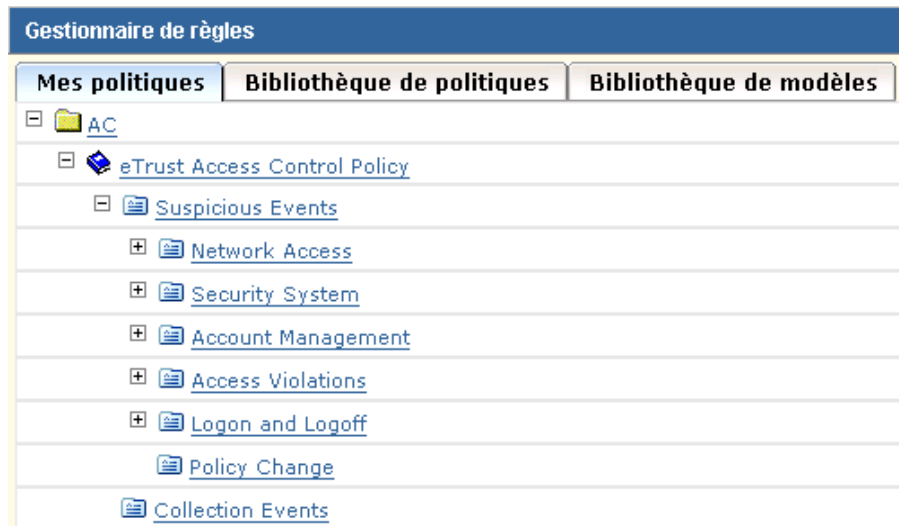 Gestionnaire de règles
Mes politiques Bibliothèque de politiques Bibliothèque de modèles
AC
eTrust Access Control Policy
Suspicious Events
Network Access
Security System
Account Management
Access Violations
Logon and Logoff
Policy Change
Collection Events